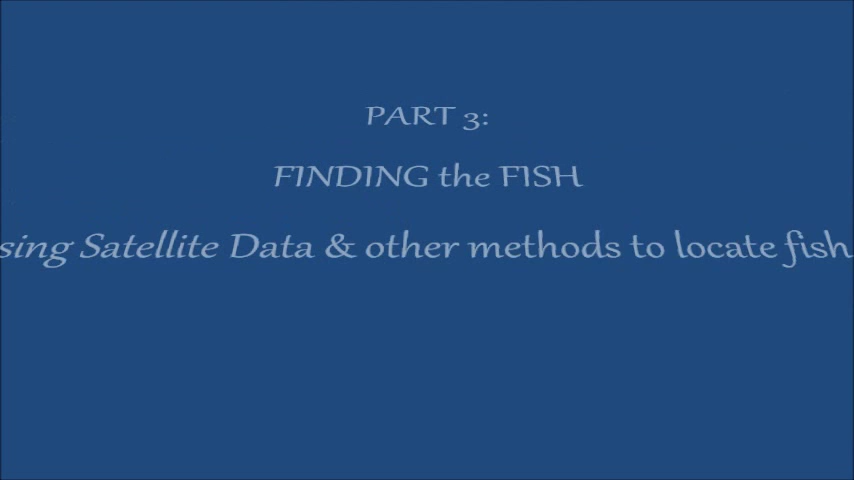 PART 3:
FINDING the FISH
sing Satellite Data & other methods to locate fish